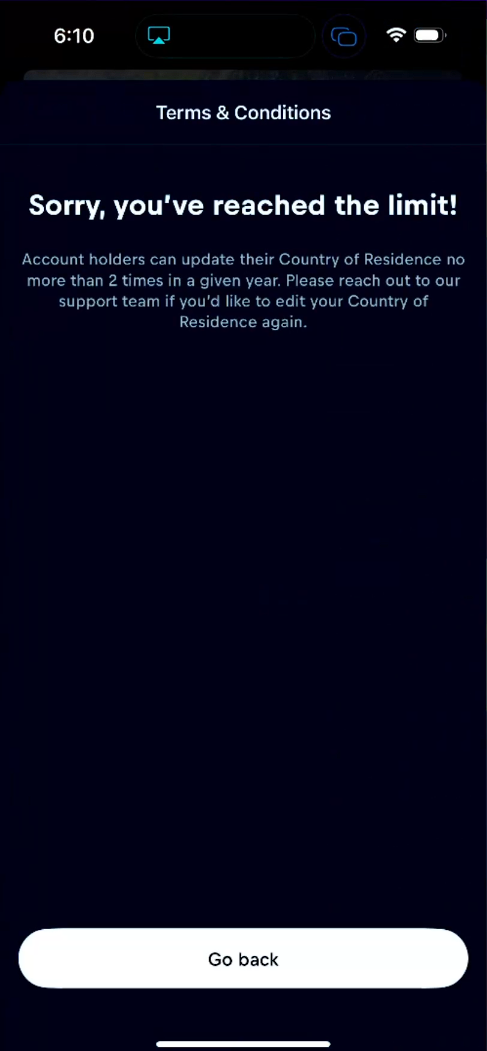 6:10
Terms & Conditions
Sorry, you’ve reached the limit!
Account holders can update their Country of Residence no
more than 2 times in a given year. Please reach out to our
support team if you’d like to edit your Country of
Residence again.
Go back